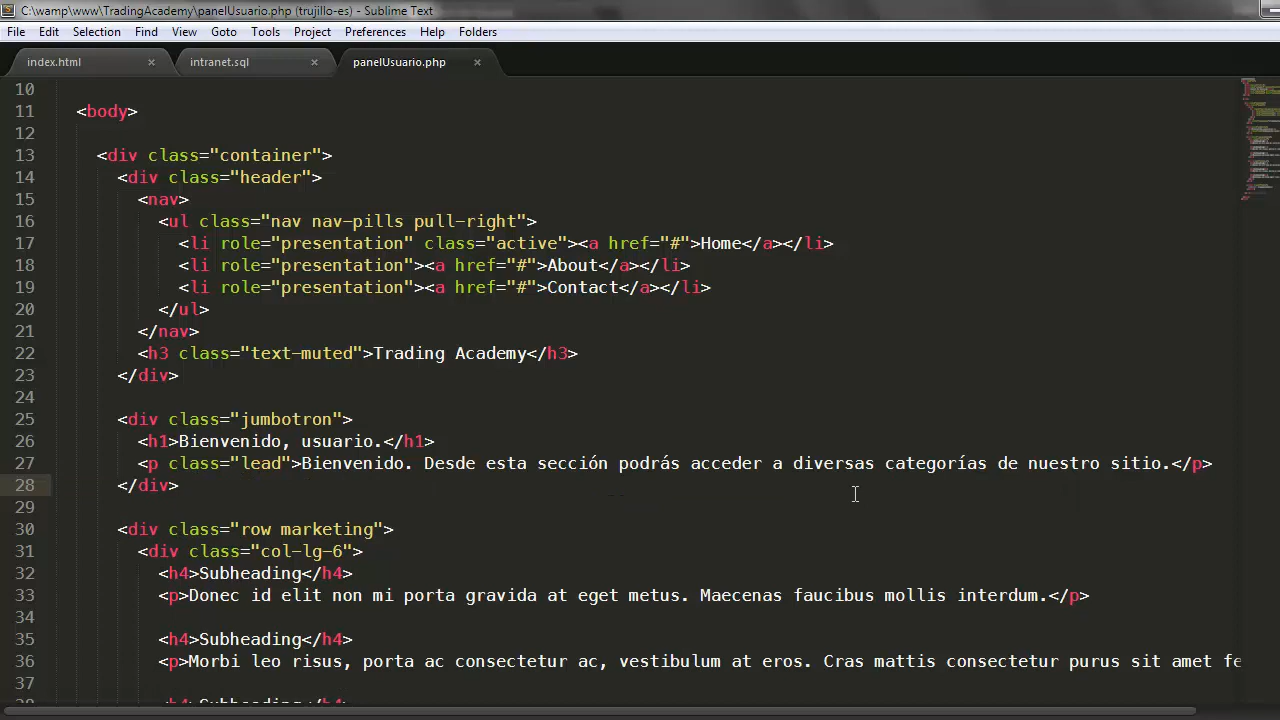 C:\wamp\www\TradingAcademy\panelUsuario.php (trujillo-es) - Sublime Text
File Edit Selection Find View Goto Tools Project Preferences Help Folders
index.html × intranet.sql × panelUsuario.php ×
10
11 <body>
12
13 <div class="container">
14 <div class="header">
15 <nav>
16 <ul class="nav nav-pills pull-right">
17 <li role="presentation" class="active"><a href="#">Home</a></li>
18 <li role="presentation"><a href="#">About</a></li>
19 <li role="presentation"><a href="#">Contact</a></li>
20 </ul>
21 </nav>
22 <h3 class="text-muted">Trading Academy</h3>
23 </div>
24
25 <div class="jumbotron">
26 <h1>Bienvenido, usuario.</h1>
27 <p class="lead">Bienvenido. Desde esta sección podrás acceder a diversas categorías de nuestro sitio.</p>
28 </div>
29
30 <div class="row marketing">
31 <div class="col-lg-6">
32 <h4>Subheading</h4>
33 <p>Donec id elit non mi porta gravida at eget metus. Maecenas faucibus mollis interdum.</p>
34
35 <h4>Subheading</h4>
36 <p>Morbi leo risus, porta ac consectetur ac, vestibulum at eros. Cras mattis consectetur purus sit amet fe
37
38 <h4>Subheading</h4>